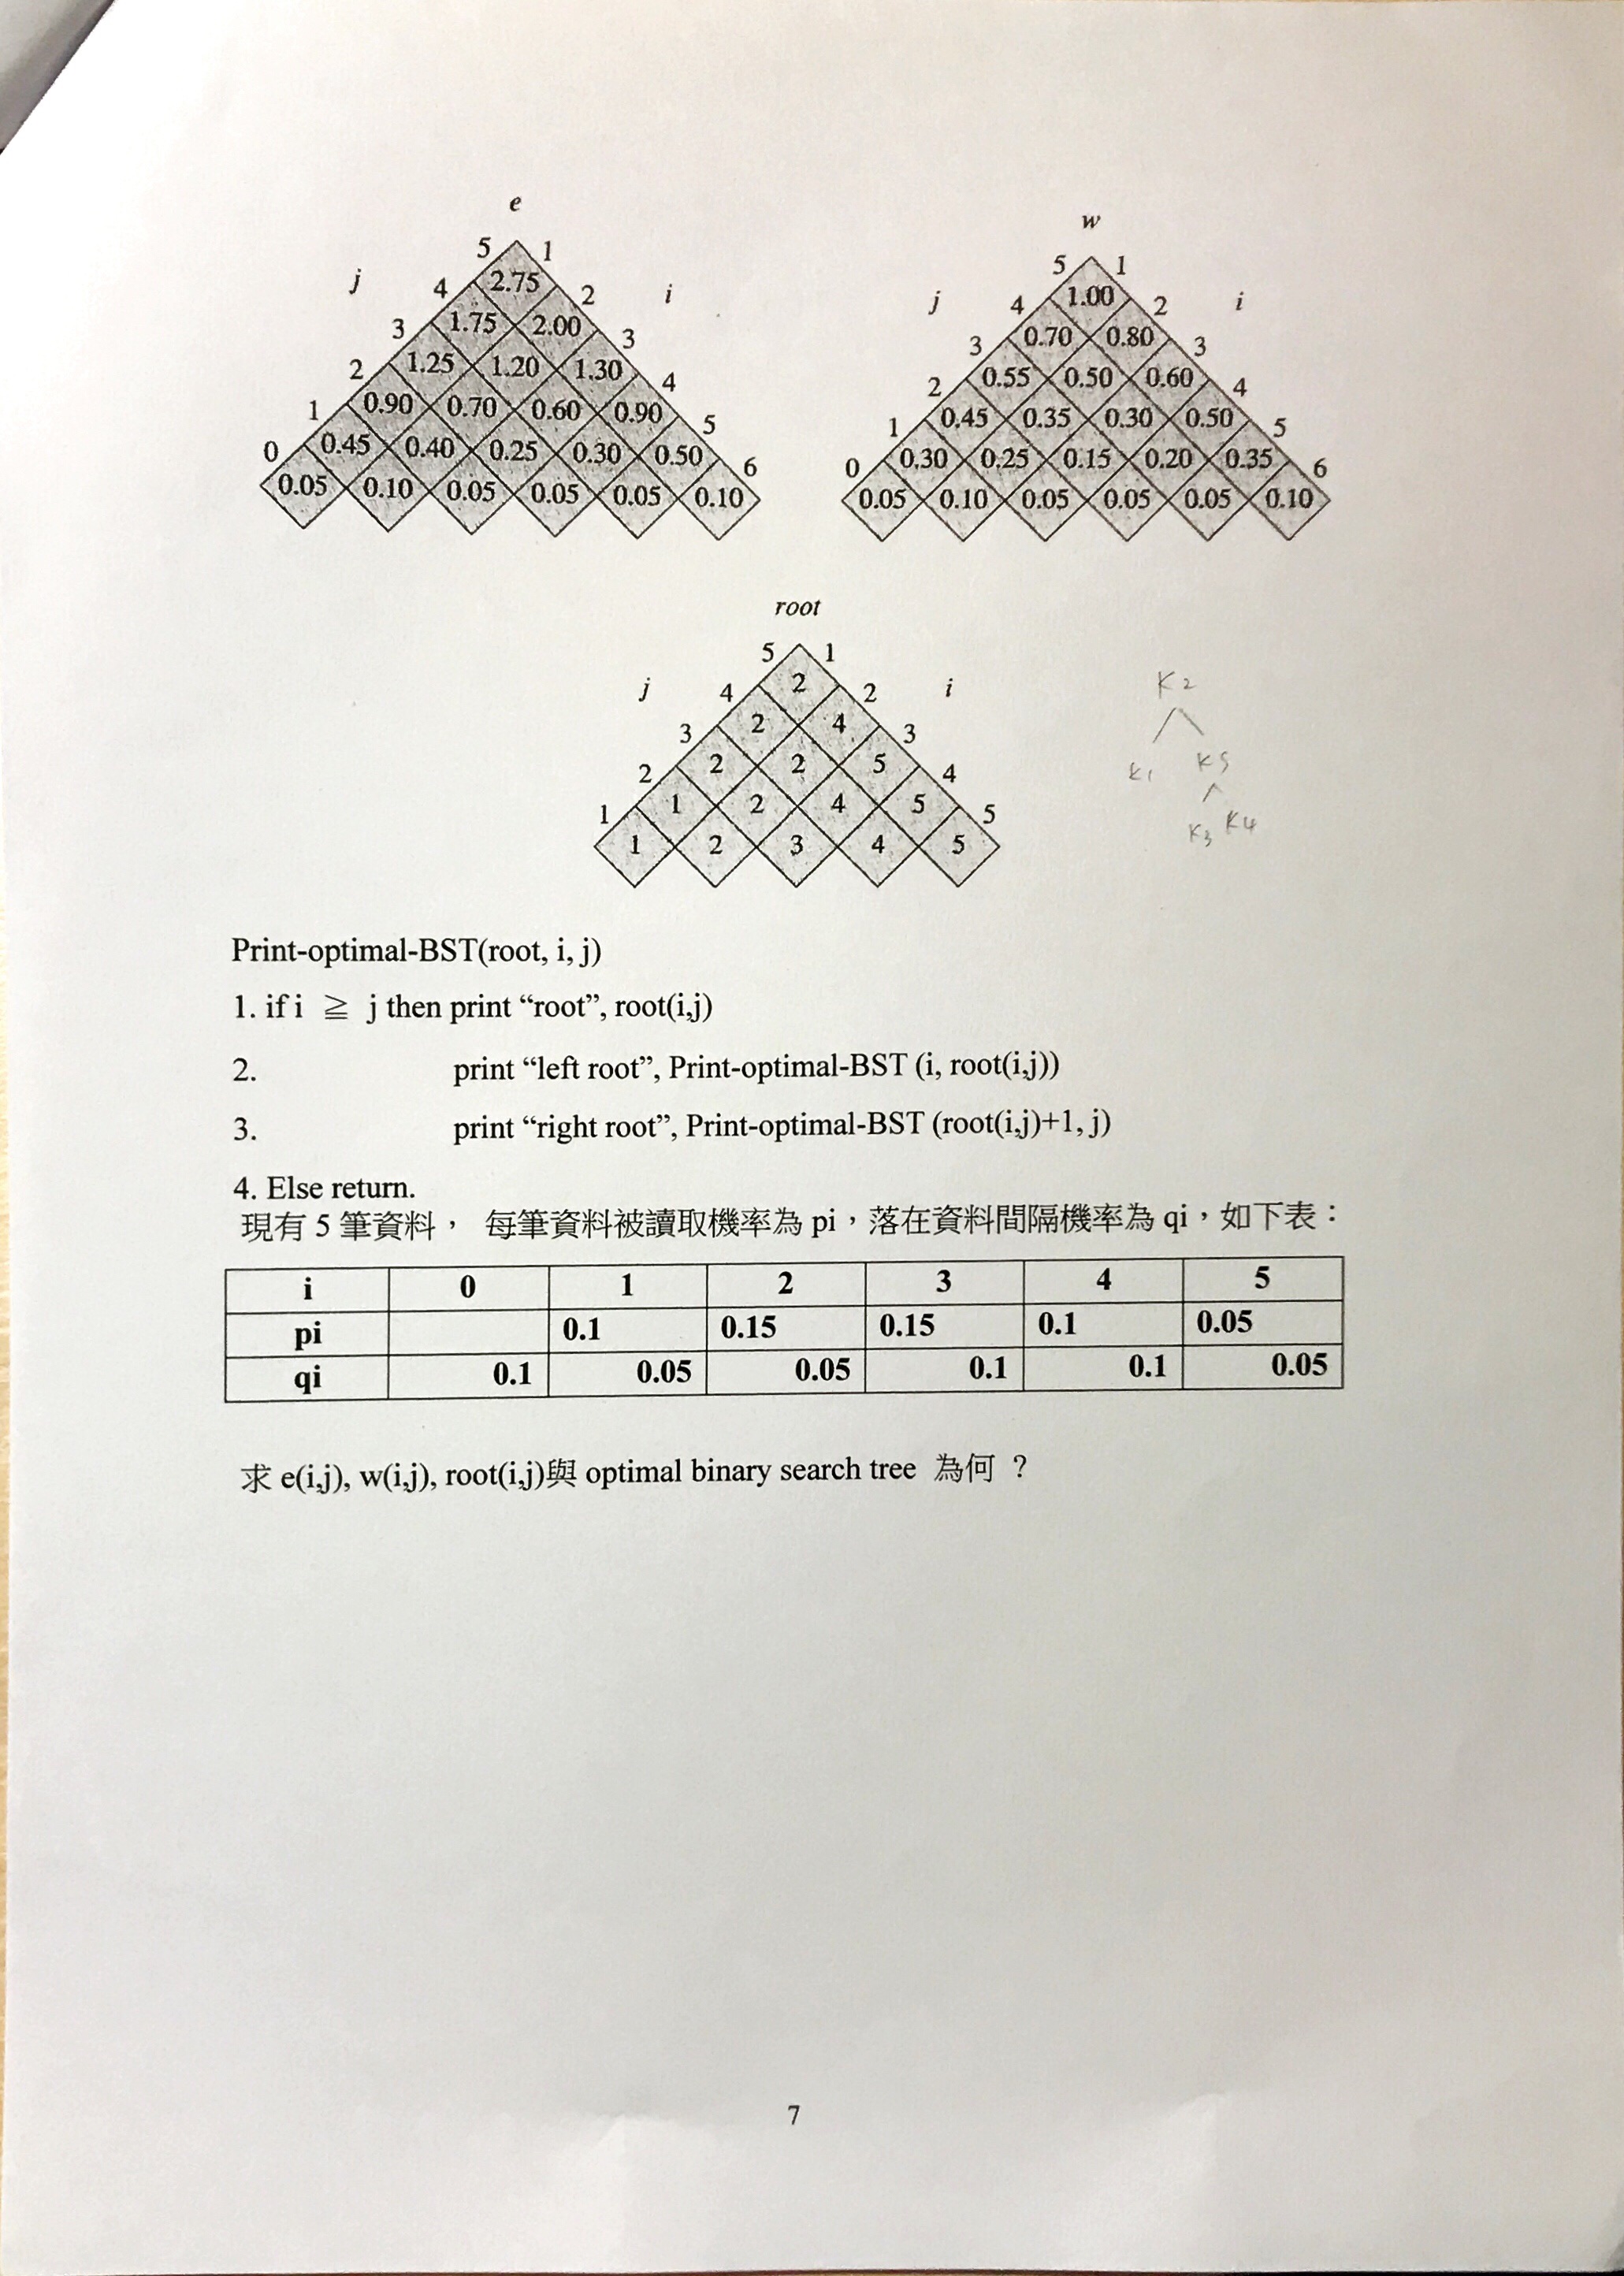 e
5 1
j 4 2.75 2 i
3 1.75 2.00 3
2 1.25 1.20 1.30 4
1 0.90 0.70 0.60 0.90 5
0 0.45 0.40 0.25 0.30 0.50 6
0.05 0.10 0.05 0.05 0.05 0.10
w
5 1
j 4 1.00 2 i
3 0.70 0.80 3
2 0.55 0.50 0.60 4
1 0.45 0.35 0.30 0.50 5
0 0.30 0.25 0.15 0.20 0.35 6
0.05 0.10 0.05 0.05 0.05 0.10
root
5 1
j 4 2 2 i
3 2 4 3
2 2 2 5 4
1 1 2 4 5 5
1 2 3 4 5
K2
K1 K5
K3 K4
Print-optimal-BST(root, i, j)
1. if i ≧ j then print “root”, root(i,j)
2. print “left root”, Print-optimal-BST (i, root(i,j))
3. print “right root”, Print-optimal-BST (root(i,j)+1, j)
4. Else return.
現有 5 筆資料， 每筆資料被讀取機率為 pi，落在資料間隔機率為 qi，如下表：
i 0 1 2 3 4 5
pi 0.1 0.15 0.15 0.1 0.05
qi 0.1 0.05 0.05 0.1 0.1 0.05
求 e(i,j), w(i,j), root(i,j)與 optimal binary search tree 為何 ?
7